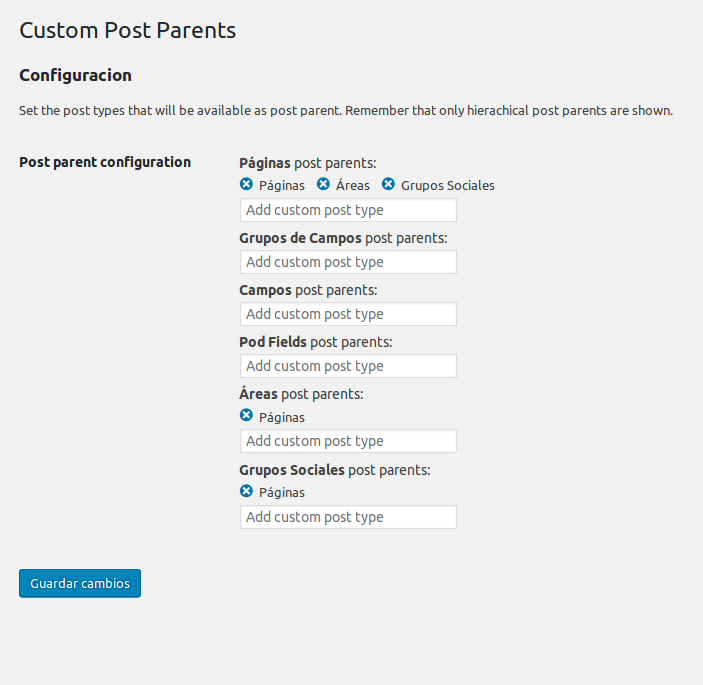 Custom Post Parents
Configuracion
Set the post types that will be available as post parent. Remember that only hierachical post parents are shown.
Post parent configuration
Páginas post parents:
Páginas Áreas Grupos Sociales
Add custom post type
Grupos de Campos post parents:
Add custom post type
Campos post parents:
Add custom post type
Pod Fields post parents:
Add custom post type
Áreas post parents:
Páginas
Add custom post type
Grupos Sociales post parents:
Páginas
Add custom post type
Guardar cambios